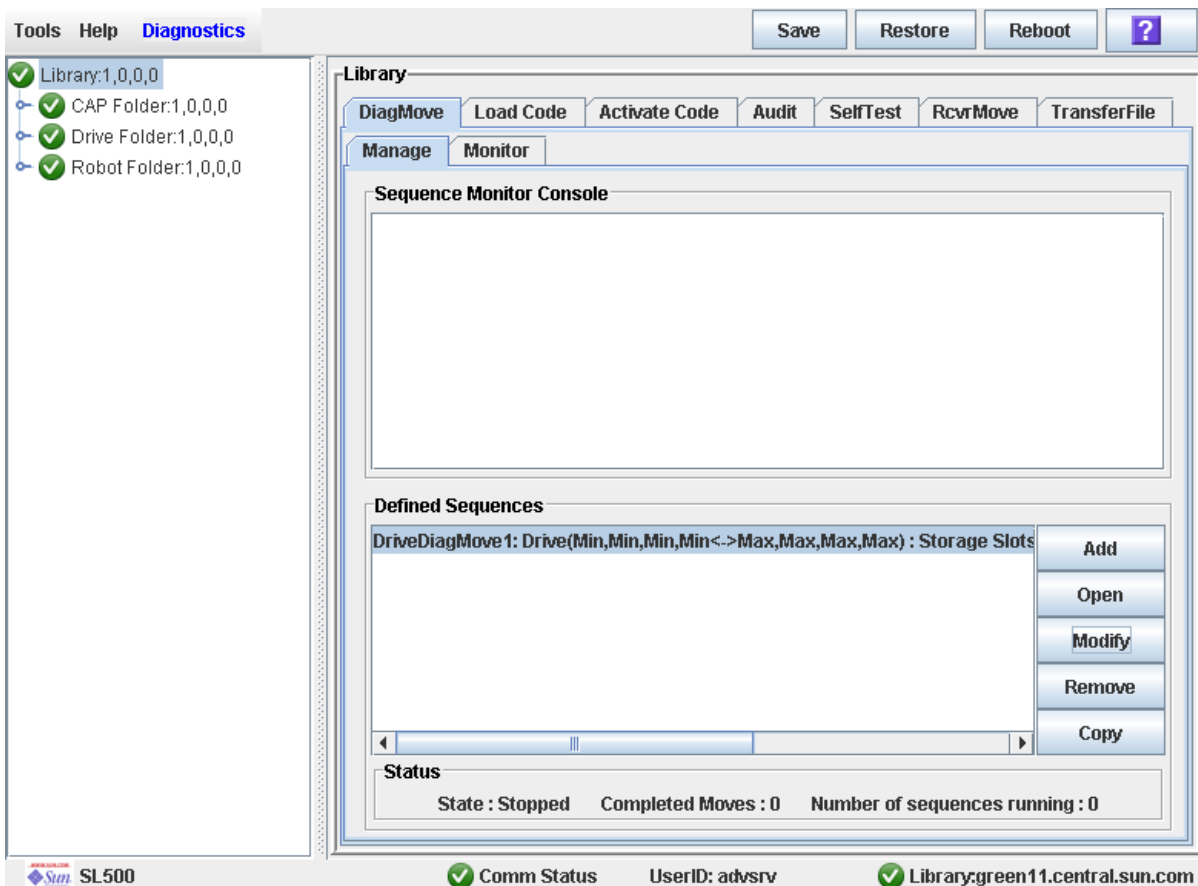 Tools Help Diagnostics Save Restore Reboot ?
Library:1,0,0,0
CAP Folder:1,0,0,0
Drive Folder:1,0,0,0
Robot Folder:1,0,0,0
Library
DiagMove Load Code Activate Code Audit SelfTest RcvrMove TransferFile
Manage Monitor
Sequence Monitor Console
Defined Sequences
DriveDiagMove1: Drive(Min,Min,Min,Min<->Max,Max,Max,Max) : Storage Slots
Add
Open
Modify
Remove
Copy
Status
State : Stopped Completed Moves : 0 Number of sequences running : 0
Sun SL500 Comm Status UserID: advsrv Library:green11.central.sun.com